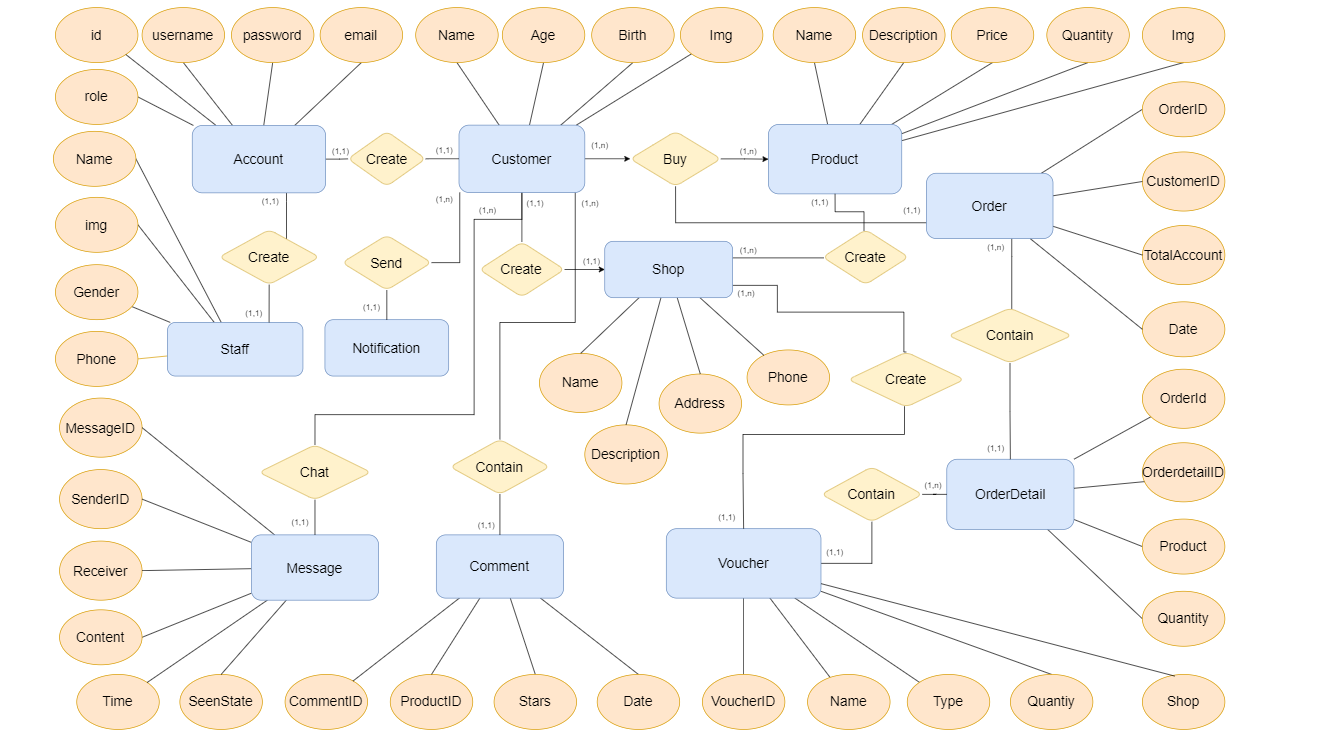 id
username
password
email
Name
Age
Birth
Img
Name
Description
Price
Quantity
Img
role
OrderID
Name
Account
(1,1)
Create
(1,1)
Customer
(1,n)
Buy
(1,n)
Product
CustomerID
(1,1)
(1,n)
(1,n)
(1,1)
(1,n)
(1,1)
(1,1)
Order
img
Create
Send
Create
(1,1)
Shop
(1,n)
Create
(1,n)
TotalAccount
Gender
(1,1)
(1,1)
(1,n)
Date
Phone
Staff
Notification
Contain
Name
Phone
Create
Address
OrderId
MessageID
Description
(1,1)
Chat
Contain
OrderdetailID
SenderID
Contain
(1,n)
OrderDetail
(1,1)
(1,1)
(1,1)
Product
Receiver
Message
Comment
Voucher
(1,1)
Content
Quantity
Time
SeenState
CommentID
ProductID
Stars
Date
VoucherID
Name
Type
Quantiy
Shop